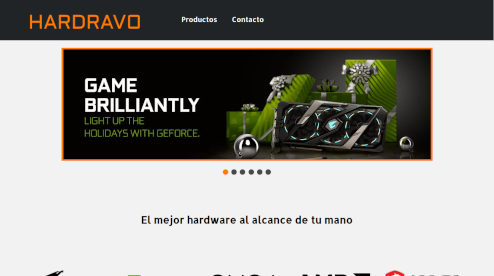 HARDRAVO
Productos Contacto
GAME
BRILLIANTLY
LIGHT UP THE
HOLIDAYS WITH GEFORCE.
El mejor hardware al alcance de tu mano